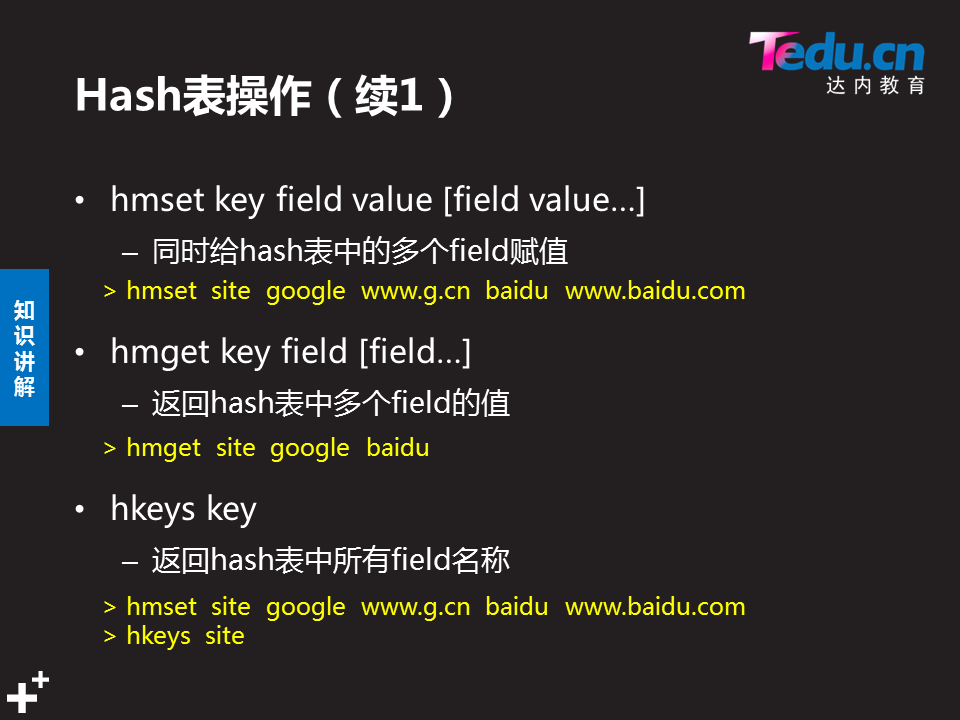 Tedu.cn
达内教育
Hash表操作（续1）
• hmset key field value [field value…]
– 同时给hash表中的多个field赋值
> hmset site google www.g.cn baidu www.baidu.com
知识讲解
• hmget key field [field…]
– 返回hash表中多个field的值
> hmget site google baidu
• hkeys key
– 返回hash表中所有field名称
> hmset site google www.g.cn baidu www.baidu.com
> hkeys site